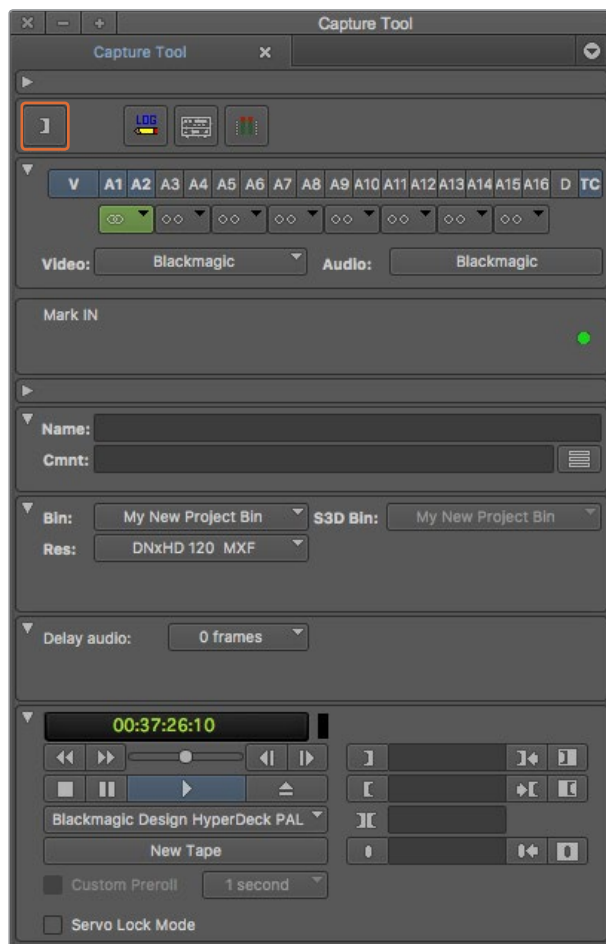 Capture Tool
Capture Tool
LOG
V A1 A2 A3 A4 A5 A6 A7 A8 A9 A10 A11 A12 A13 A14 A15 A16 D TC
Video: Blackmagic Audio: Blackmagic
Mark IN
Name:
Cmnt:
Bin: My New Project Bin S3D Bin: My New Project Bin
Res: DNxHD 120 MXF
Delay audio: 0 frames
00:37:26:10
Blackmagic Design HyperDeck PAL
New Tape
Custom Preroll 1 second
Servo Lock Mode